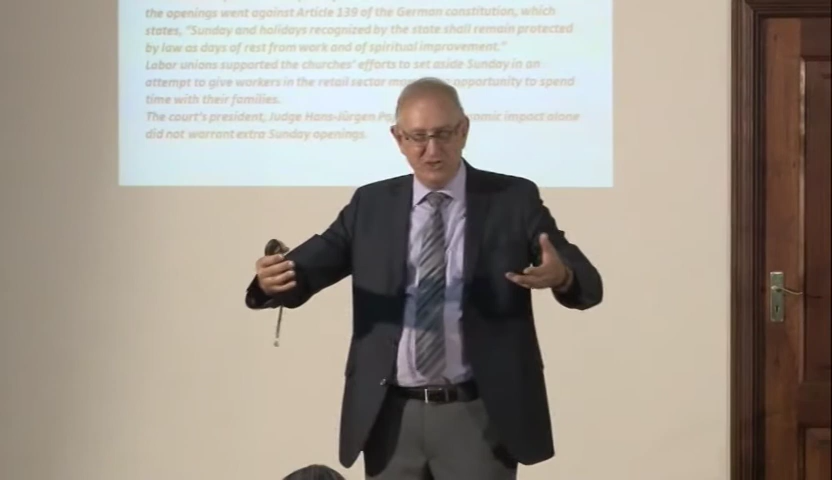 the openings went against Article 139 of the German constitution, which
states, "Sunday and holidays recognized by the state shall remain protected
by law as days of rest from work and of spiritual improvement."
Labor unions supported the churches' efforts to set aside Sunday in an
attempt to give workers in the retail sector opportunity to spend
time with their families.
The court's president, Judge Hans-Jürgen impact alone
did not warrant extra Sunday openings.